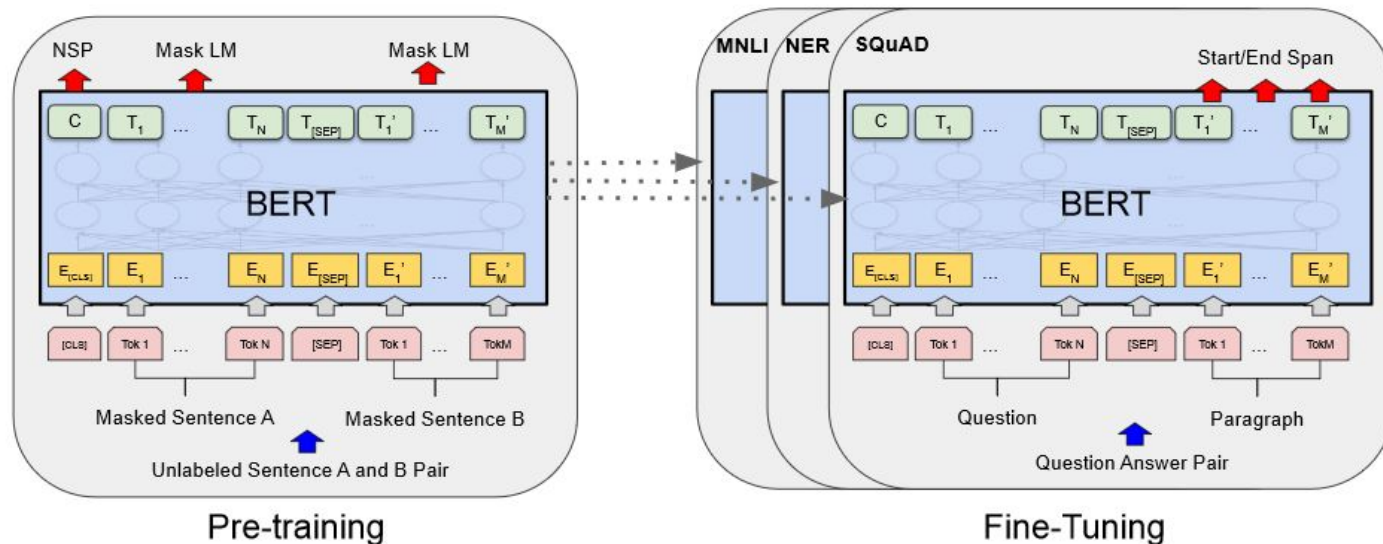 NSP Mask LM Mask LM
C T1 ... TN T[SEP] T1' ... TM'
BERT
E[CLS] E1 ... EN E[SEP] E1' ... EM'
[CLS] Tok 1 ... Tok N [SEP] Tok 1 ... TokM
Masked Sentence A Masked Sentence B
Unlabeled Sentence A and B Pair
Pre-training
MNLI NER SQuAD
Start/End Span
C T1 ... TN T[SEP] T1' ... TM'
BERT
E[CLS] E1 ... EN E[SEP] E1' ... EM'
[CLS] Tok 1 ... Tok N [SEP] Tok 1 ... TokM
Question Paragraph
Question Answer Pair
Fine-Tuning